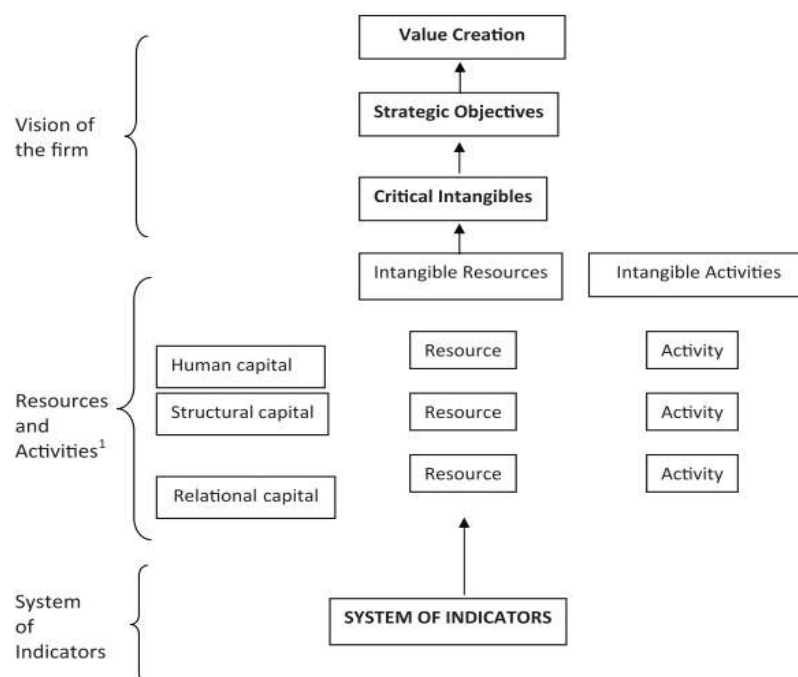 Value Creation
Vision of
the firm
Strategic Objectives
Critical Intangibles
Intangible Resources
Intangible Activities
Resources
and
Activities1
Human capital
Resource
Activity
Structural capital
Resource
Activity
Relational capital
Resource
Activity
System
of
Indicators
SYSTEM OF INDICATORS